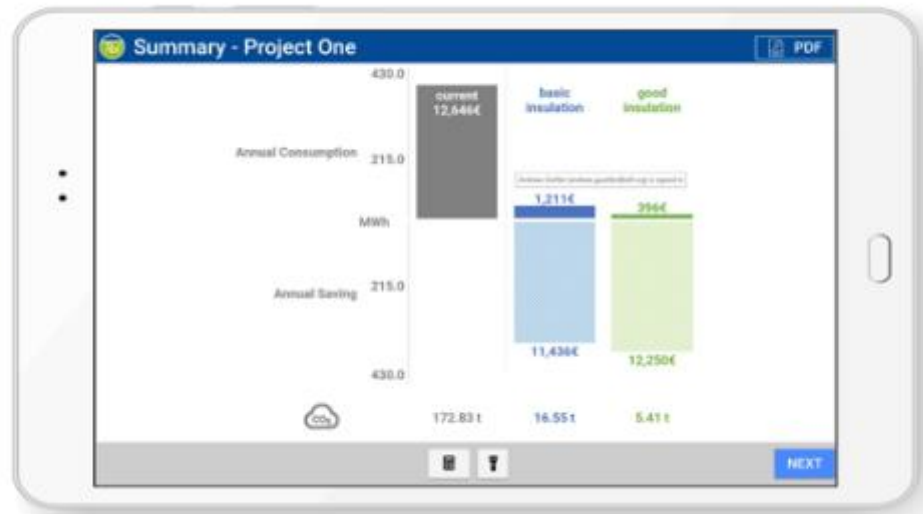 Summary - Project One
PDF
430.0
current
12,646€
basic
insulation
good
insulation
Annual Consumption
215.0
1,211€
396€
MWh
Annual Saving
215.0
11,436€
12,250€
430.0
CO₂
172.83 t
16.55 t
5.41 t
NEXT